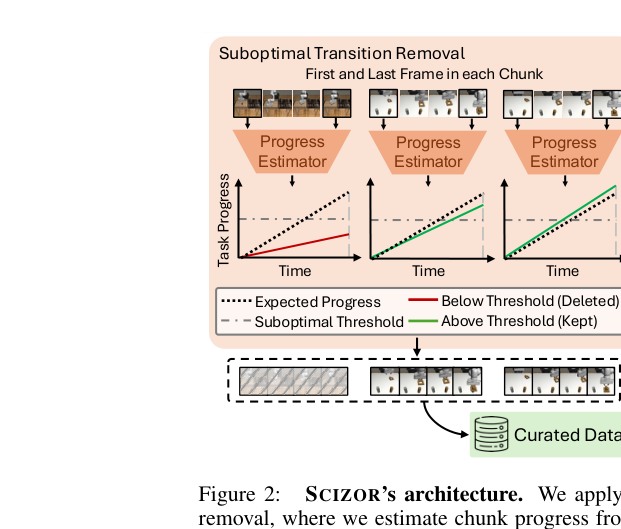 Suboptimal Transition Removal
First and Last Frame in each Chunk
Progress
Estimator
Progress
Estimator
Progress
Estimator
Task Progress
Time
Time
Time
Expected Progress
Below Threshold (Deleted)
Suboptimal Threshold
Above Threshold (Kept)
Curated Data
Figure 2: SCIZOR’s architecture. We apply
removal, where we estimate chunk progress fro